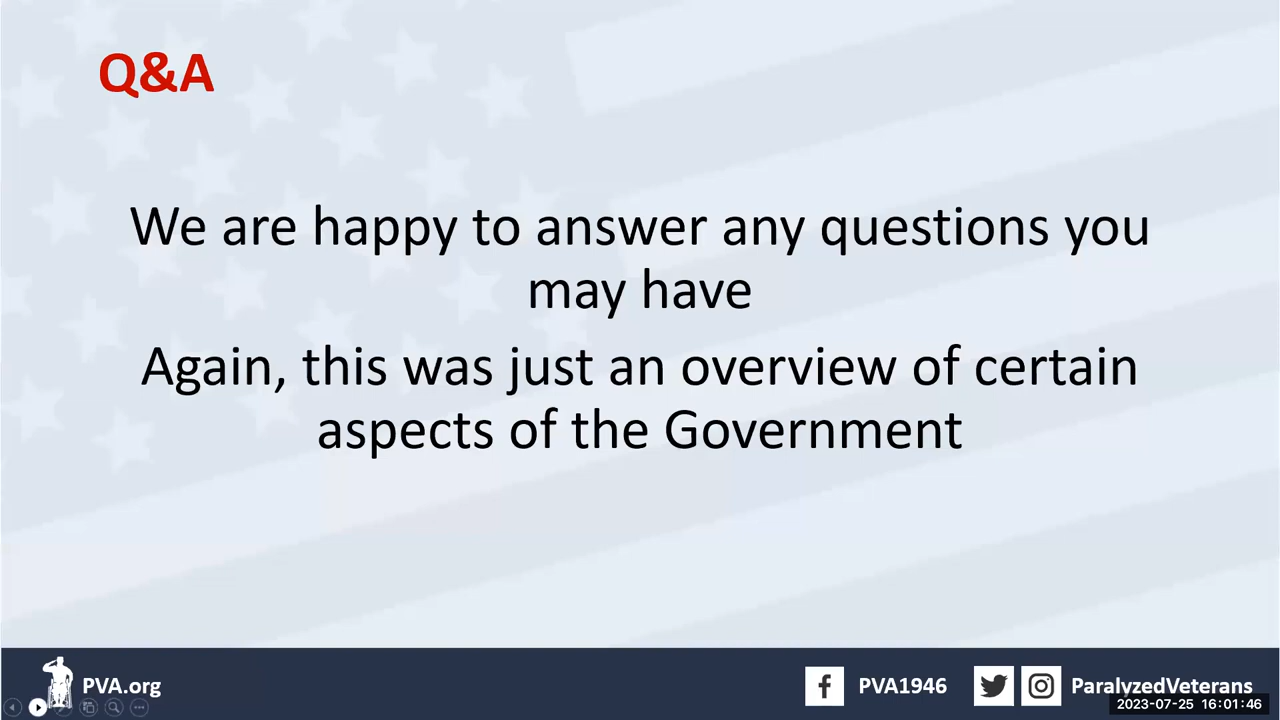 Q&A
We are happy to answer any questions you
may have
Again, this was just an overview of certain
aspects of the Government
PVA.org
PVA1946
ParalyzedVeterans
2023-07-25 16:01:46